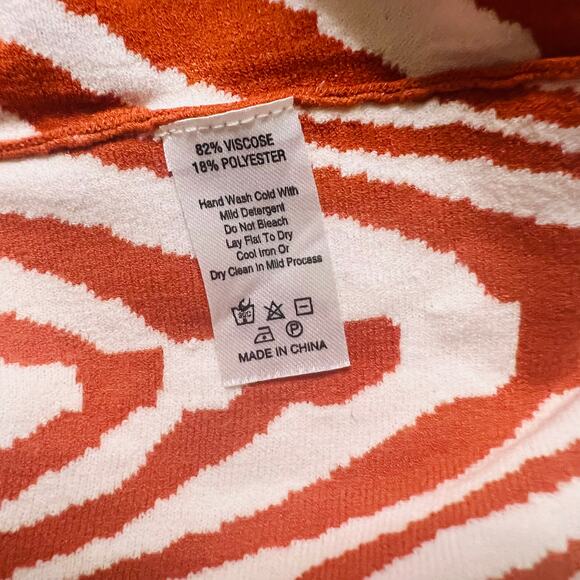 82% VISCOSE
18% POLYESTER
Hand Wash Cold With
Mild Detergent
Do Not Bleach
Lay Flat To Dry
Cool Iron Or
Dry Clean In Mild Process
P
MADE IN CHINA